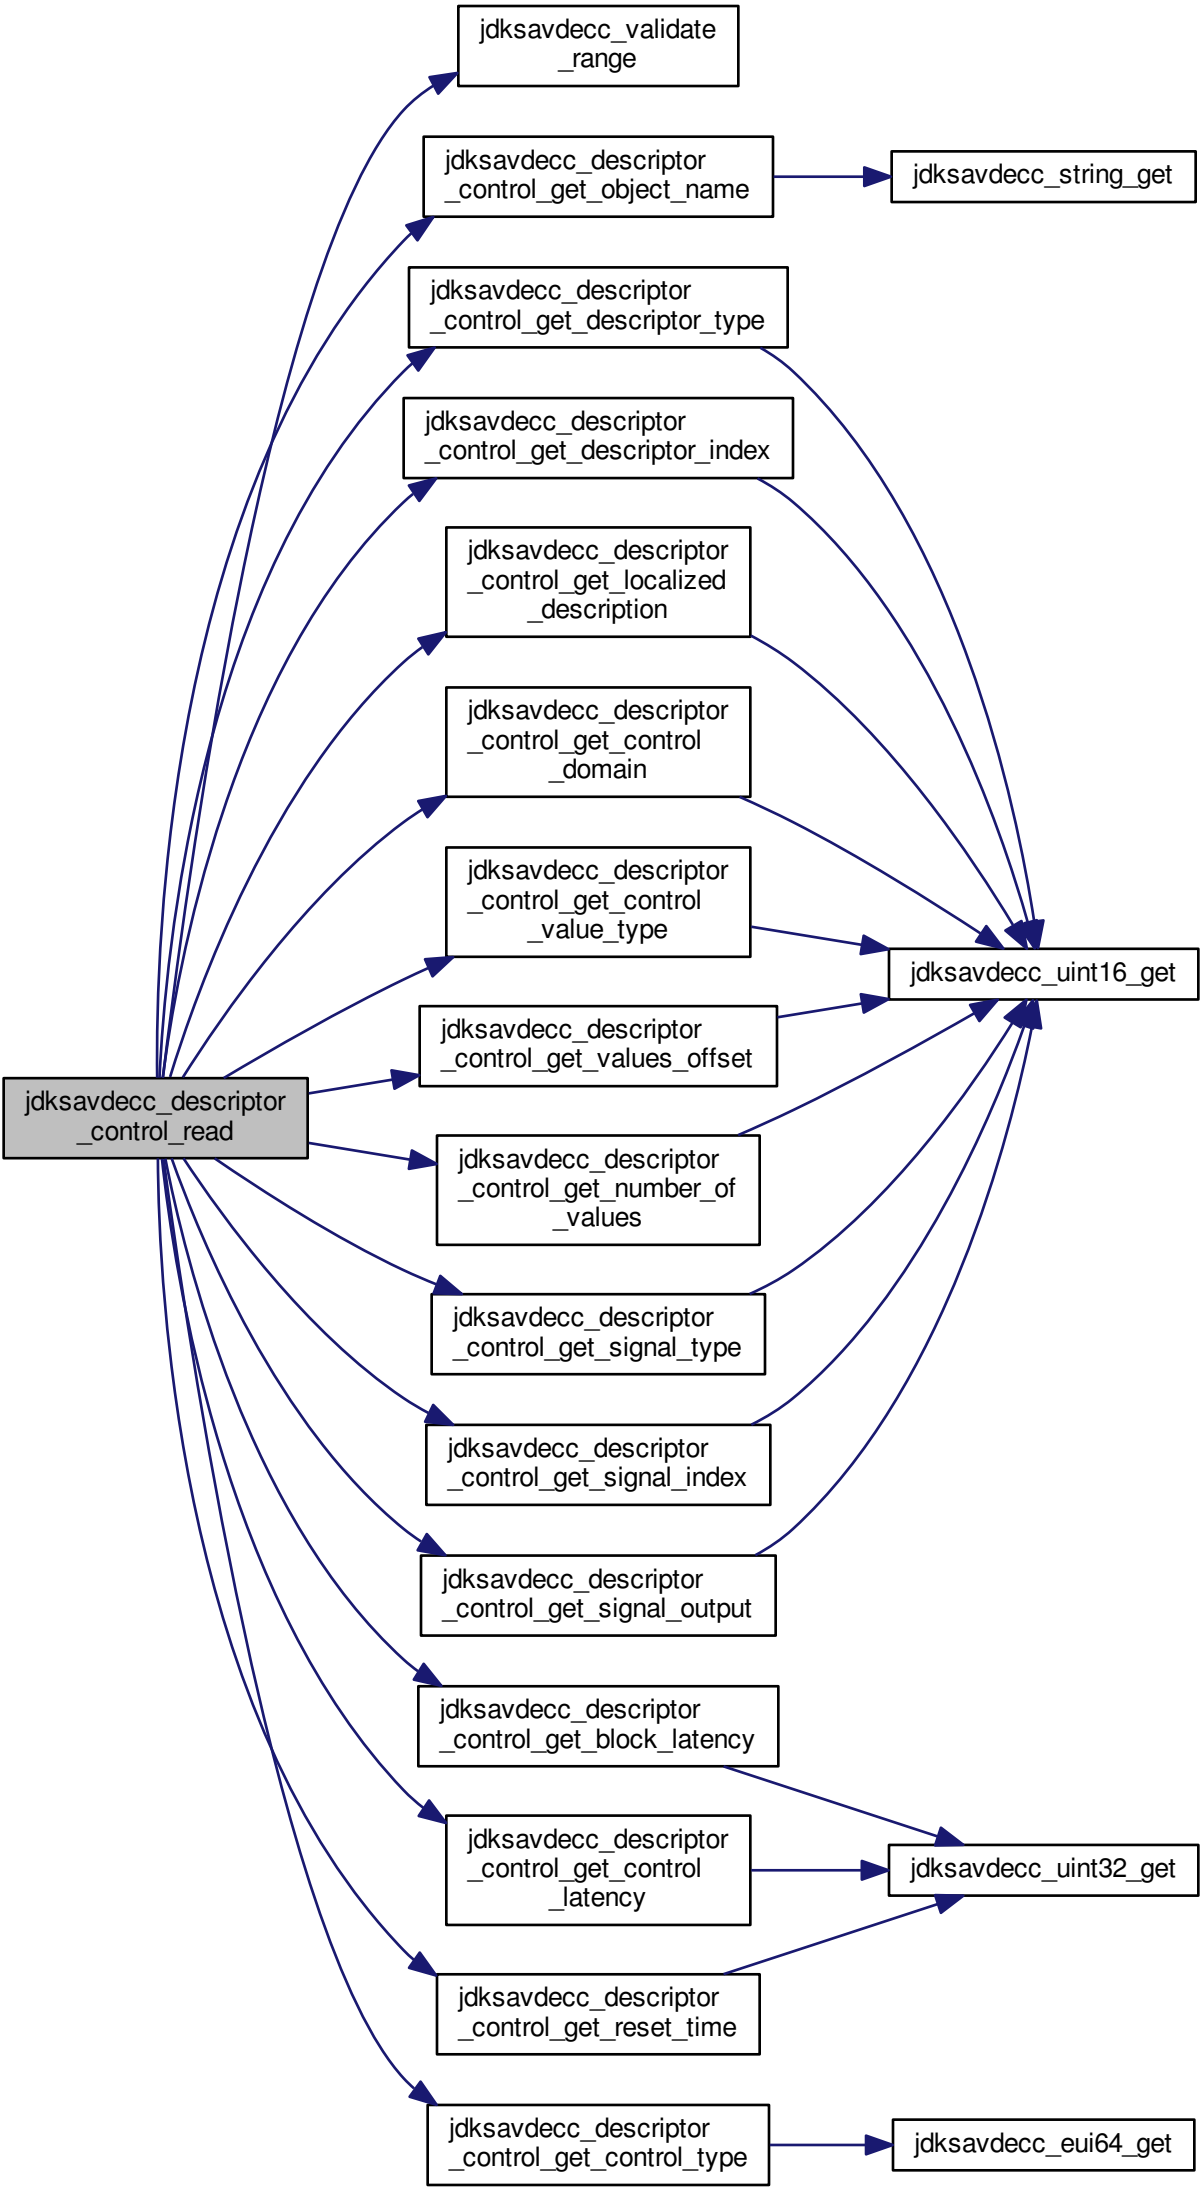 jdksavdecc_validate
_range
jdksavdecc_descriptor
_control_get_object_name
jdksavdecc_string_get
jdksavdecc_descriptor
_control_get_descriptor_type
jdksavdecc_descriptor
_control_get_descriptor_index
jdksavdecc_descriptor
_control_get_localized
_description
jdksavdecc_descriptor
_control_get_control
_domain
jdksavdecc_descriptor
_control_get_control
_value_type
jdksavdecc_uint16_get
jdksavdecc_descriptor
_control_get_values_offset
jdksavdecc_descriptor
_control_read
jdksavdecc_descriptor
_control_get_number_of
_values
jdksavdecc_descriptor
_control_get_signal_type
jdksavdecc_descriptor
_control_get_signal_index
jdksavdecc_descriptor
_control_get_signal_output
jdksavdecc_descriptor
_control_get_block_latency
jdksavdecc_descriptor
_control_get_control
_latency
jdksavdecc_uint32_get
jdksavdecc_descriptor
_control_get_reset_time
jdksavdecc_descriptor
_control_get_control_type
jdksavdecc_eui64_get